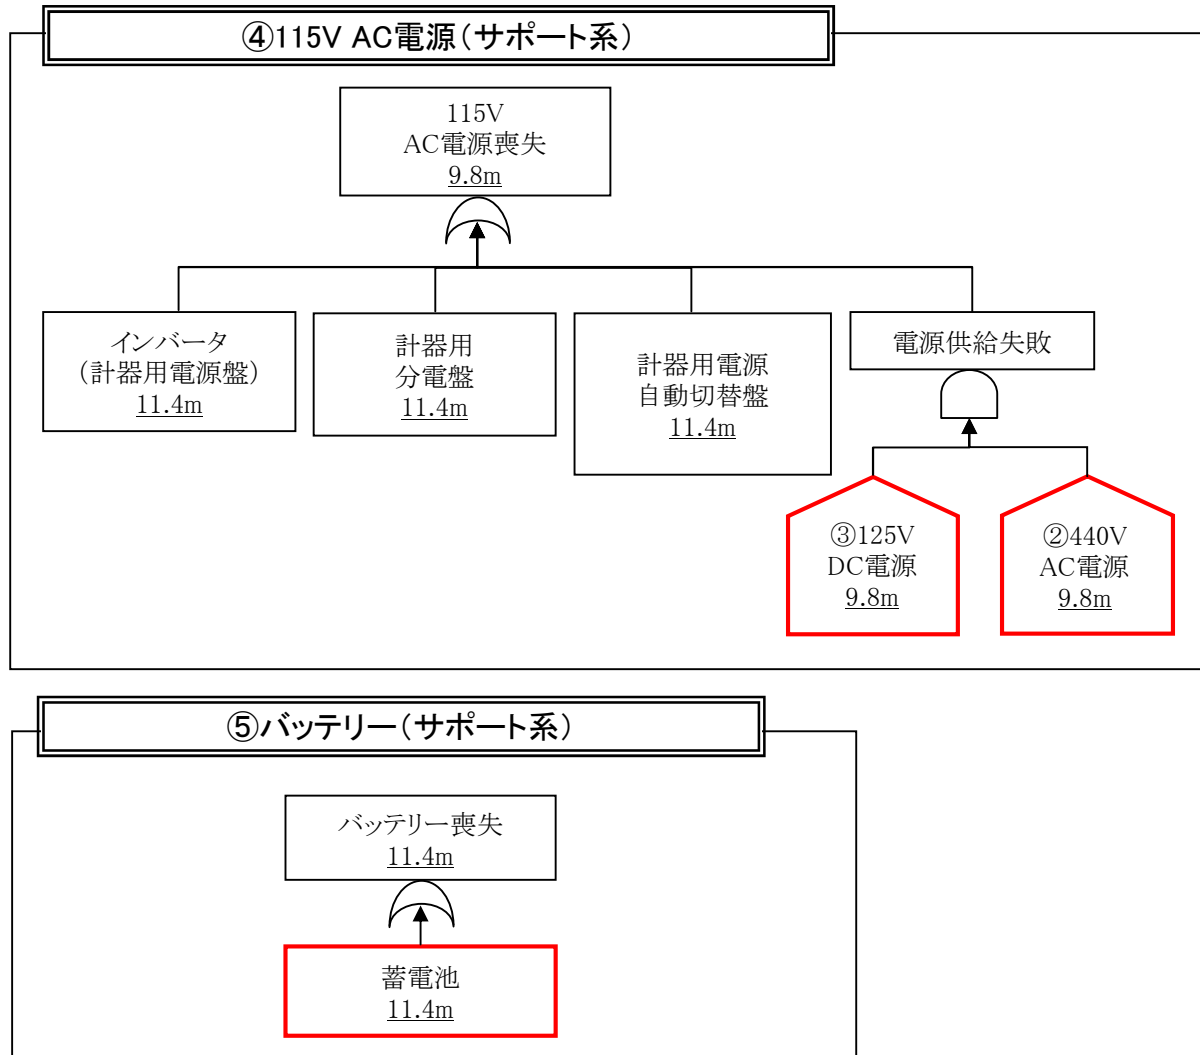 ④115V AC電源(サポート系)
115V
AC電源喪失
9.8m
インバータ
(計器用電源盤)
11.4m
計器用
分電盤
11.4m
計器用電源
自動切替盤
11.4m
電源供給失敗
③125V
DC電源
9.8m
②440V
AC電源
9.8m
⑤バッテリー(サポート系)
バッテリー喪失
11.4m
蓄電池
11.4m